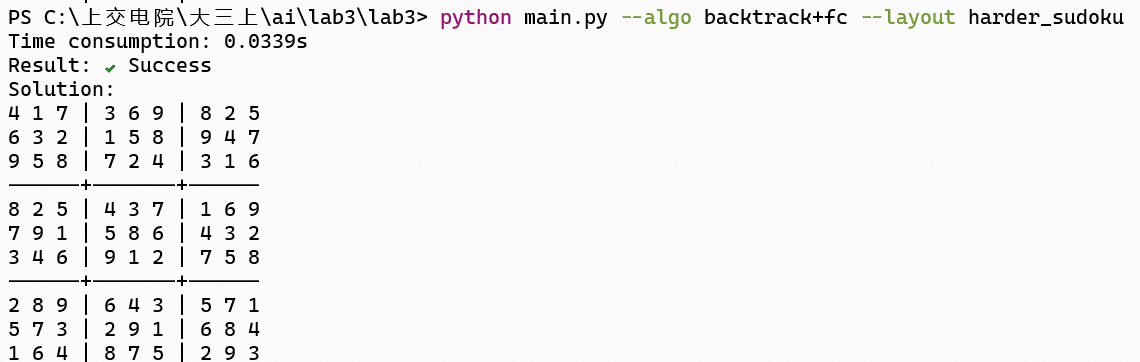 PS C:\上交电院\大三上\ai\lab3\lab3> python main.py --algo backtrack+fc --layout harder_sudoku
Time consumption: 0.0339s
Result: ✔ Success
Solution:
4 1 7 | 3 6 9 | 8 2 5
6 3 2 | 1 5 8 | 9 4 7
9 5 8 | 7 2 4 | 3 1 6
------+-------+------
8 2 5 | 4 3 7 | 1 6 9
7 9 1 | 5 8 6 | 4 3 2
3 4 6 | 9 1 2 | 7 5 8
------+-------+------
2 8 9 | 6 4 3 | 5 7 1
5 7 3 | 2 9 1 | 6 8 4
1 6 4 | 8 7 5 | 2 9 3